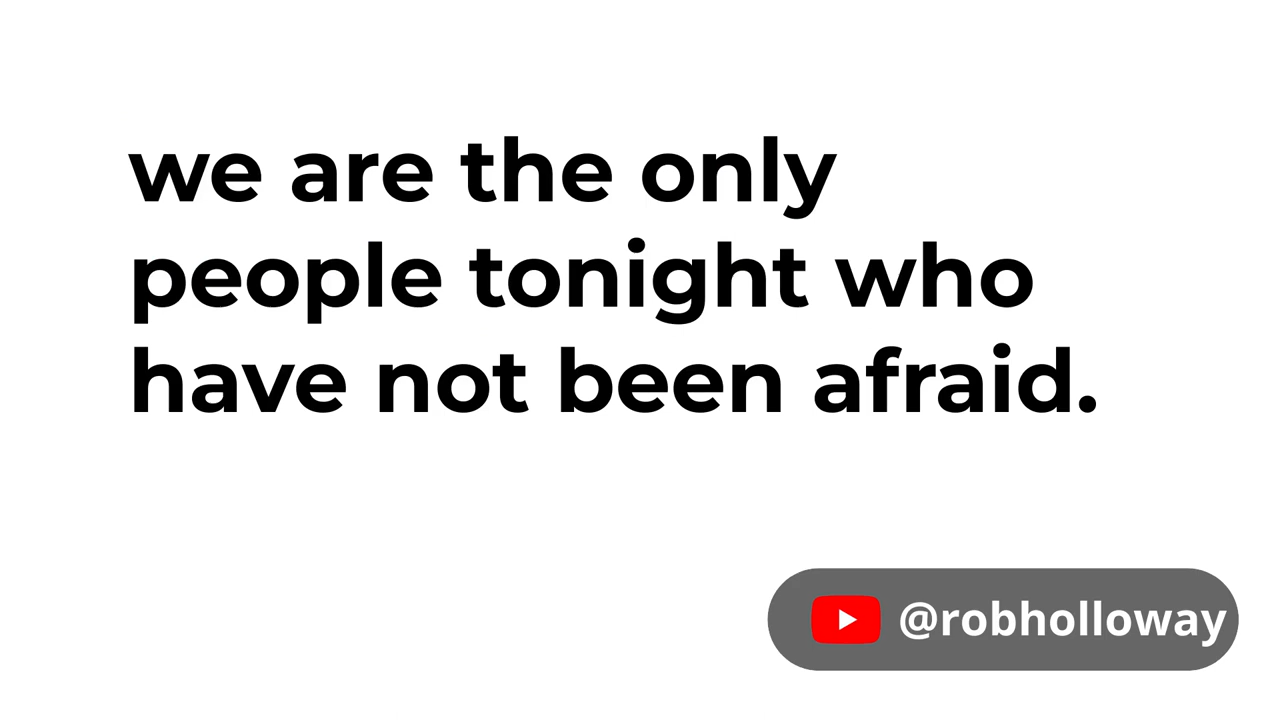 we are the only
people tonight who
have not been afraid.
@robholloway